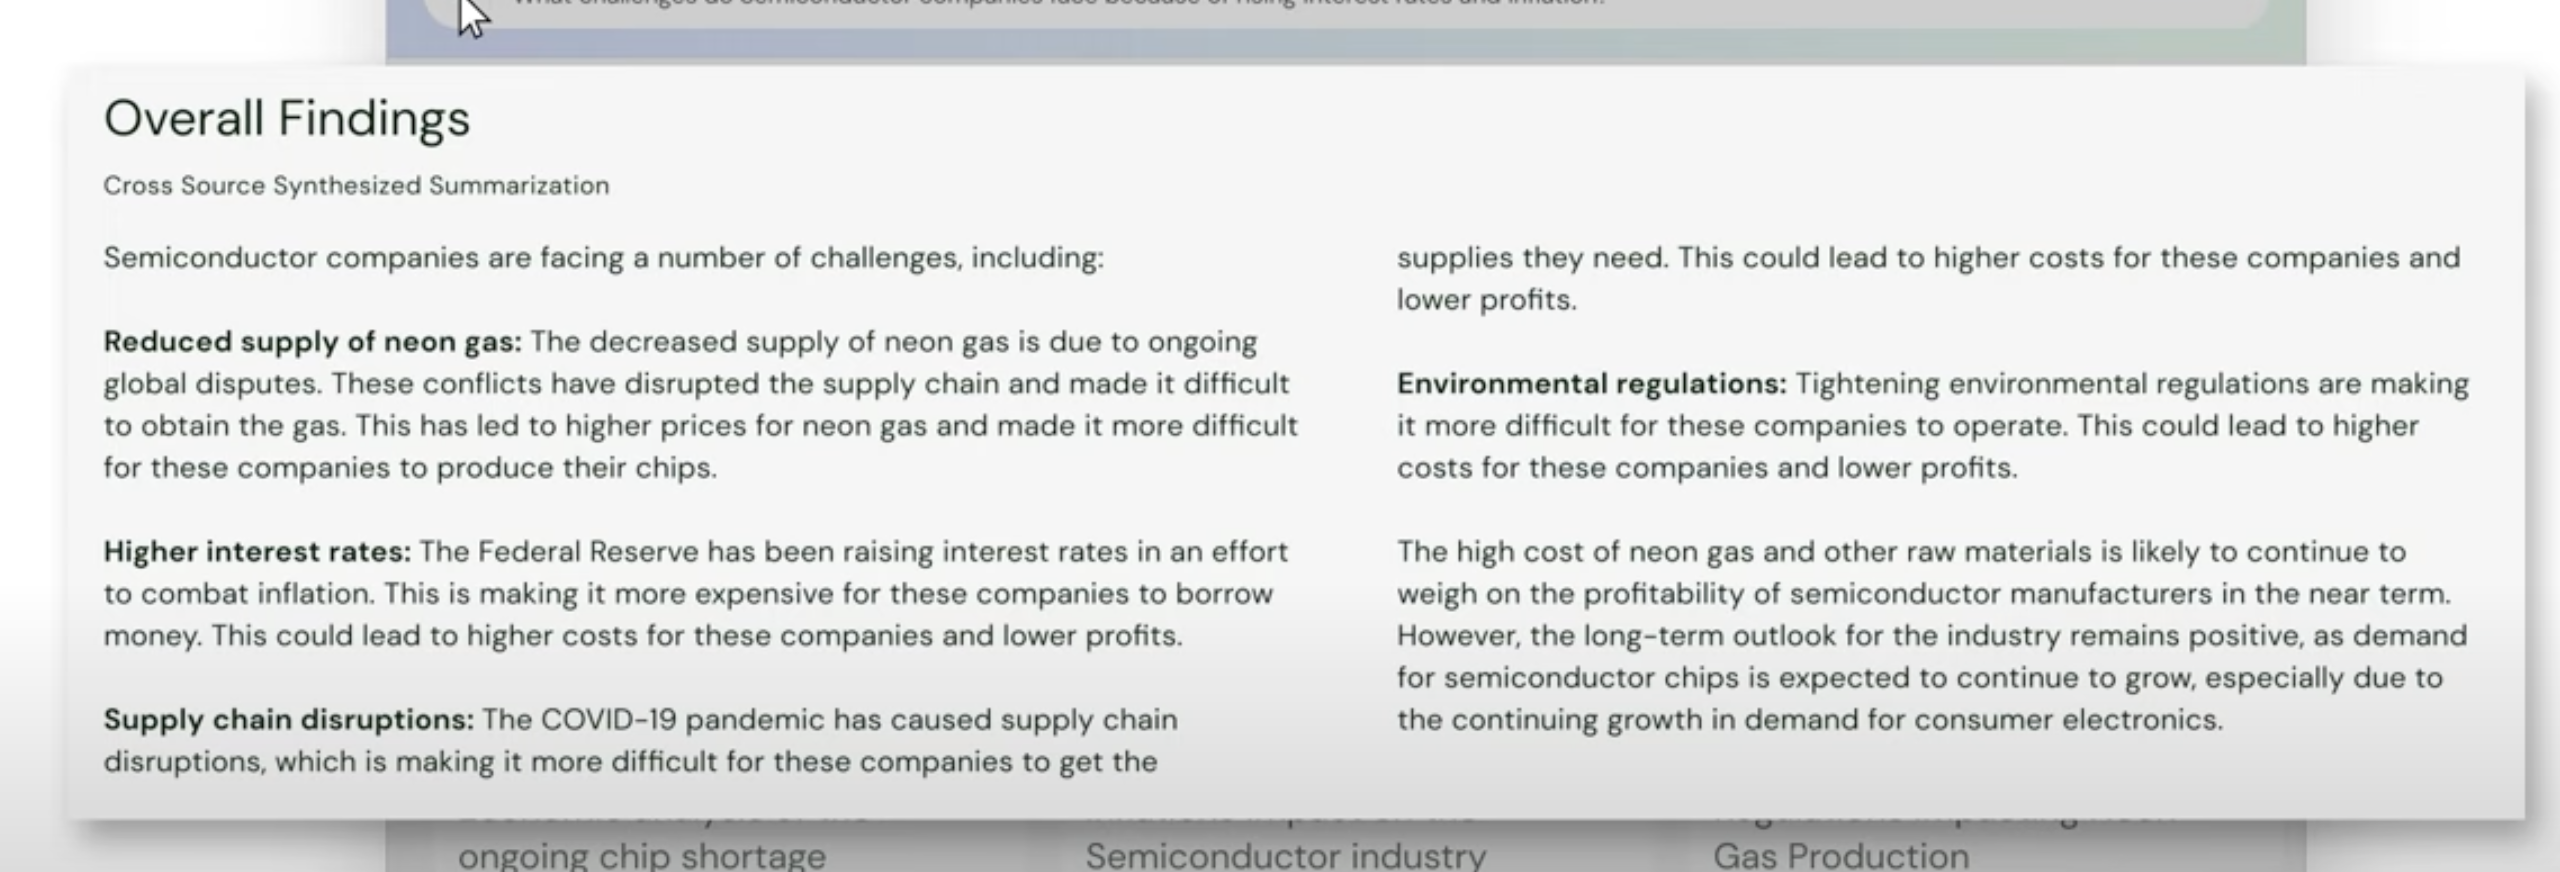 What challenges do semiconductor companies face because of rising interest rates and inflation?
Overall Findings
Cross Source Synthesized Summarization
Semiconductor companies are facing a number of challenges, including:
Reduced supply of neon gas: The decreased supply of neon gas is due to ongoing
global disputes. These conflicts have disrupted the supply chain and made it difficult
to obtain the gas. This has led to higher prices for neon gas and made it more difficult
for these companies to produce their chips.
Higher interest rates: The Federal Reserve has been raising interest rates in an effort
to combat inflation. This is making it more expensive for these companies to borrow
money. This could lead to higher costs for these companies and lower profits.
Supply chain disruptions: The COVID-19 pandemic has caused supply chain
disruptions, which is making it more difficult for these companies to get the
supplies they need. This could lead to higher costs for these companies and
lower profits.
Environmental regulations: Tightening environmental regulations are making
it more difficult for these companies to operate. This could lead to higher
costs for these companies and lower profits.
The high cost of neon gas and other raw materials is likely to continue to
weigh on the profitability of semiconductor manufacturers in the near term.
However, the long-term outlook for the industry remains positive, as demand
for semiconductor chips is expected to continue to grow, especially due to
the continuing growth in demand for consumer electronics.
ongoing chip shortage
Semiconductor industry
Gas Production